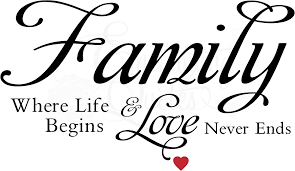 Family
Where Life
Begins
& Love
Never Ends